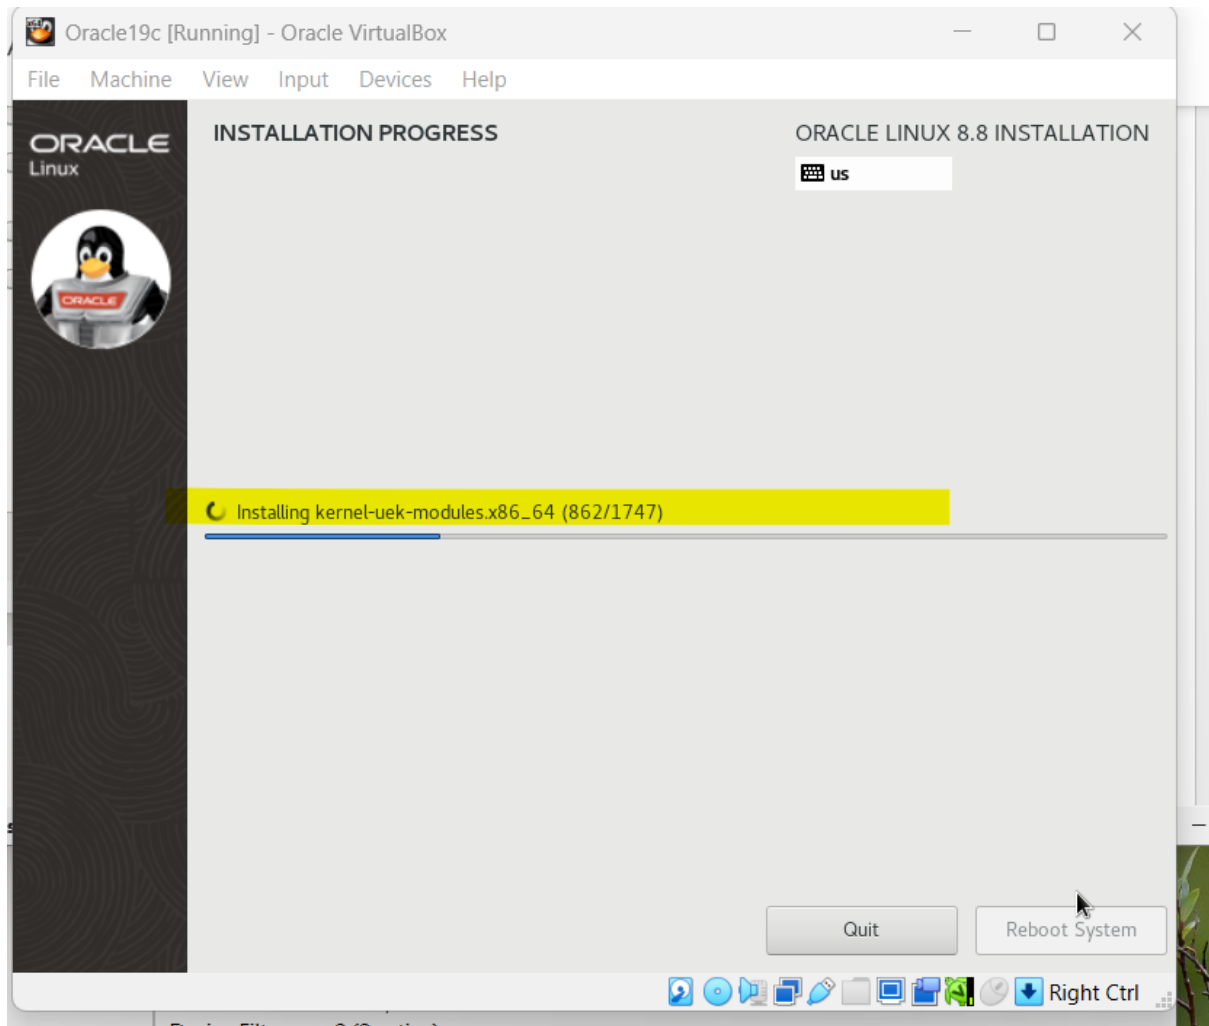 Oracle19c [Running] - Oracle VirtualBox
File Machine View Input Devices Help
ORACLE
Linux
ORACLE
INSTALLATION PROGRESS
ORACLE LINUX 8.8 INSTALLATION
us
Installing kernel-uek-modules.x86_64 (862/1747)
Quit
Reboot System
Right Ctrl